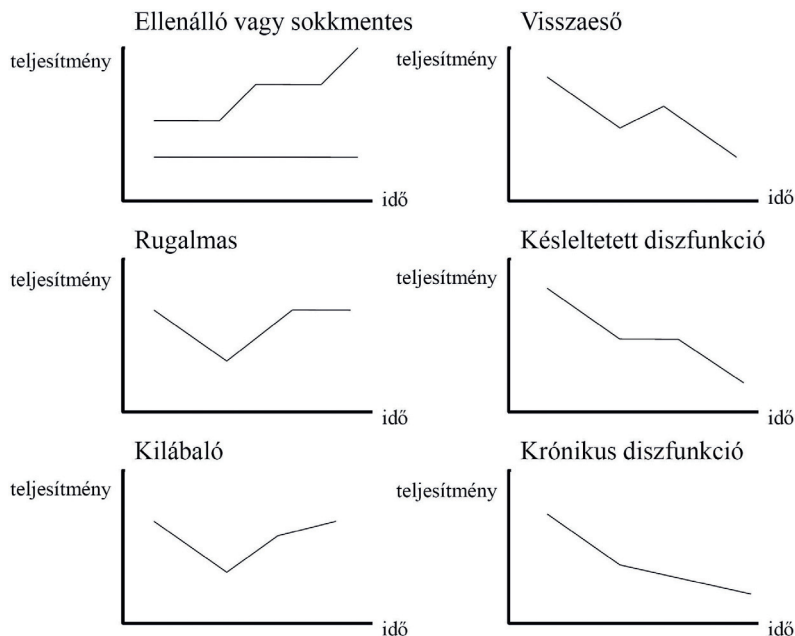 Ellenálló vagy sokkmentes
teljesítmény
idő
Visszaeső
teljesítmény
idő
Rugalmas
teljesítmény
idő
Késleltetett diszfunkció
teljesítmény
idő
Kilábaló
teljesítmény
idő
Krónikus diszfunkció
teljesítmény
idő